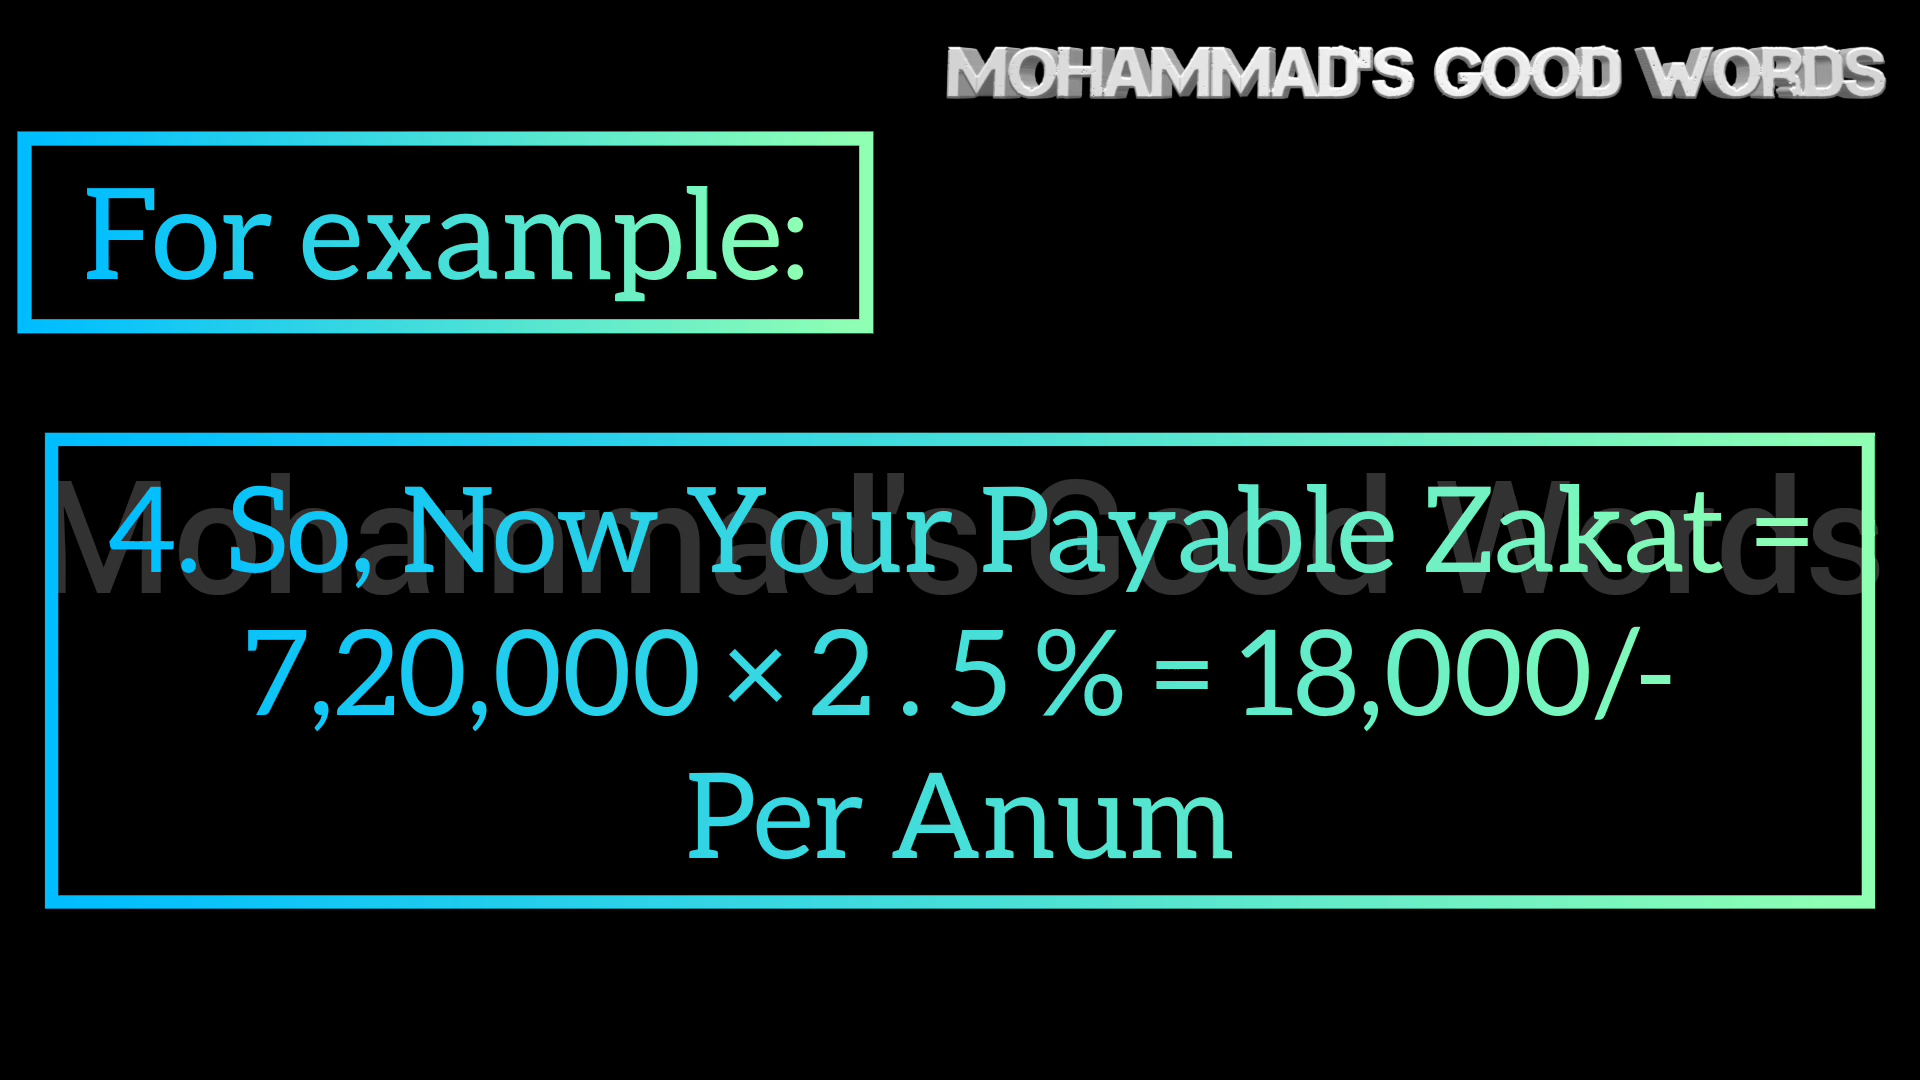 MOHAMMAD'S GOOD WORDS
For example:
Mohammad's Good Words
4. So, Now Your Payable Zakat =
7,20,000 × 2 . 5 % = 18,000/-
Per Anum